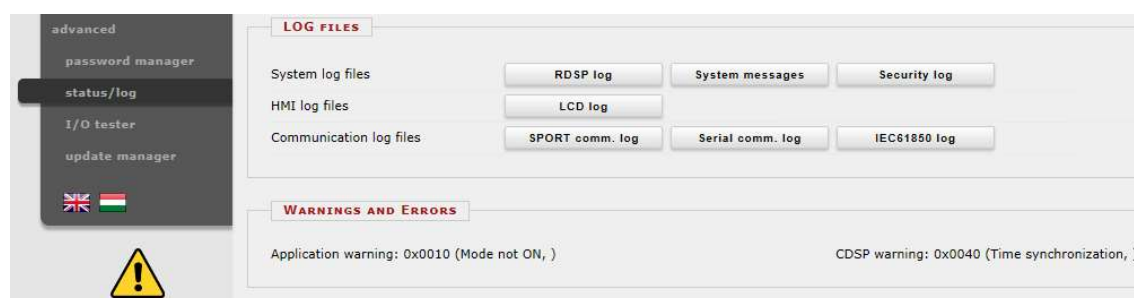 advanced
password manager
status/log
I/O tester
update manager
LOG FILES
System log files RDSP log System messages Security log
HMI log files LCD log
Communication log files SPORT comm. log Serial comm. log IEC61850 log
WARNINGS AND ERRORS
Application warning: 0x0010 (Mode not ON, ) CDSP warning: 0x0040 (Time synchronization, )